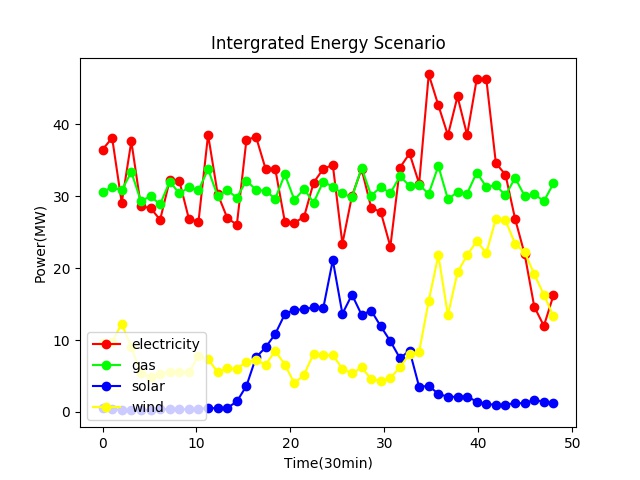 Intergrated Energy Scenario
Power(MW)
40
30
20
10
0
electricity
gas
solar
wind
0 10 20 30 40 50
Time(30min)